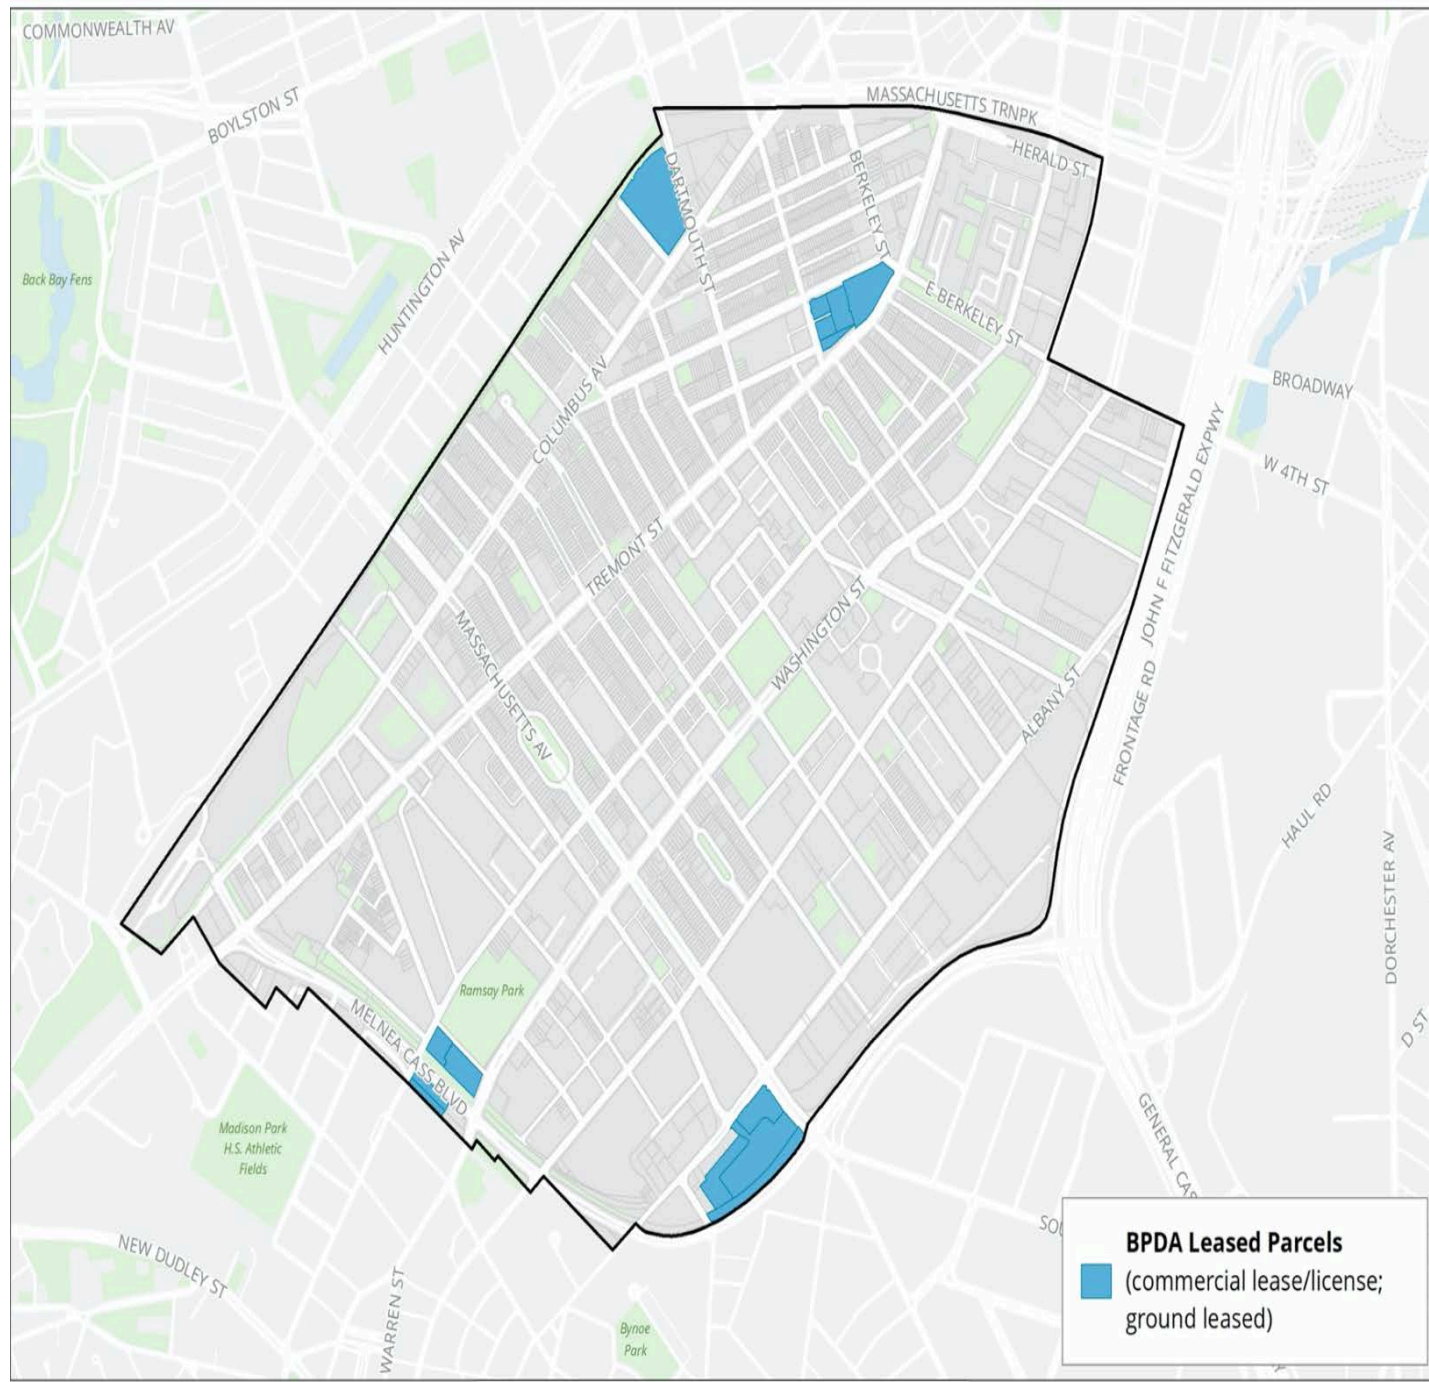 COMMONWEALTH AV
BOYLSTON ST
MASSACHUSETTS TRNPK
HERALD ST
DARTMOUTH ST
BERKELEY ST
Back Bay Fens
HUNTINGTON AV
E BERKELEY ST
BROADWAY
COLUMBUS AV
W 4TH ST
JOHN F FITZGERALD EXPWY
TREMONT ST
MASSACHUSETTS AV
WASHINGTON ST
ALBANY ST
FRONTAGE RD
HAUL RD
DORCHESTER AV
Ramsay Park
MELNEA CASS BLVD
D ST
Madison Park
H.S. Athletic
Fields
GENERAL CAS
SOU
NEW DUDLEY ST
WARREN ST
Bynoe
Park
BPDA Leased Parcels
(commercial lease/license;
ground leased)